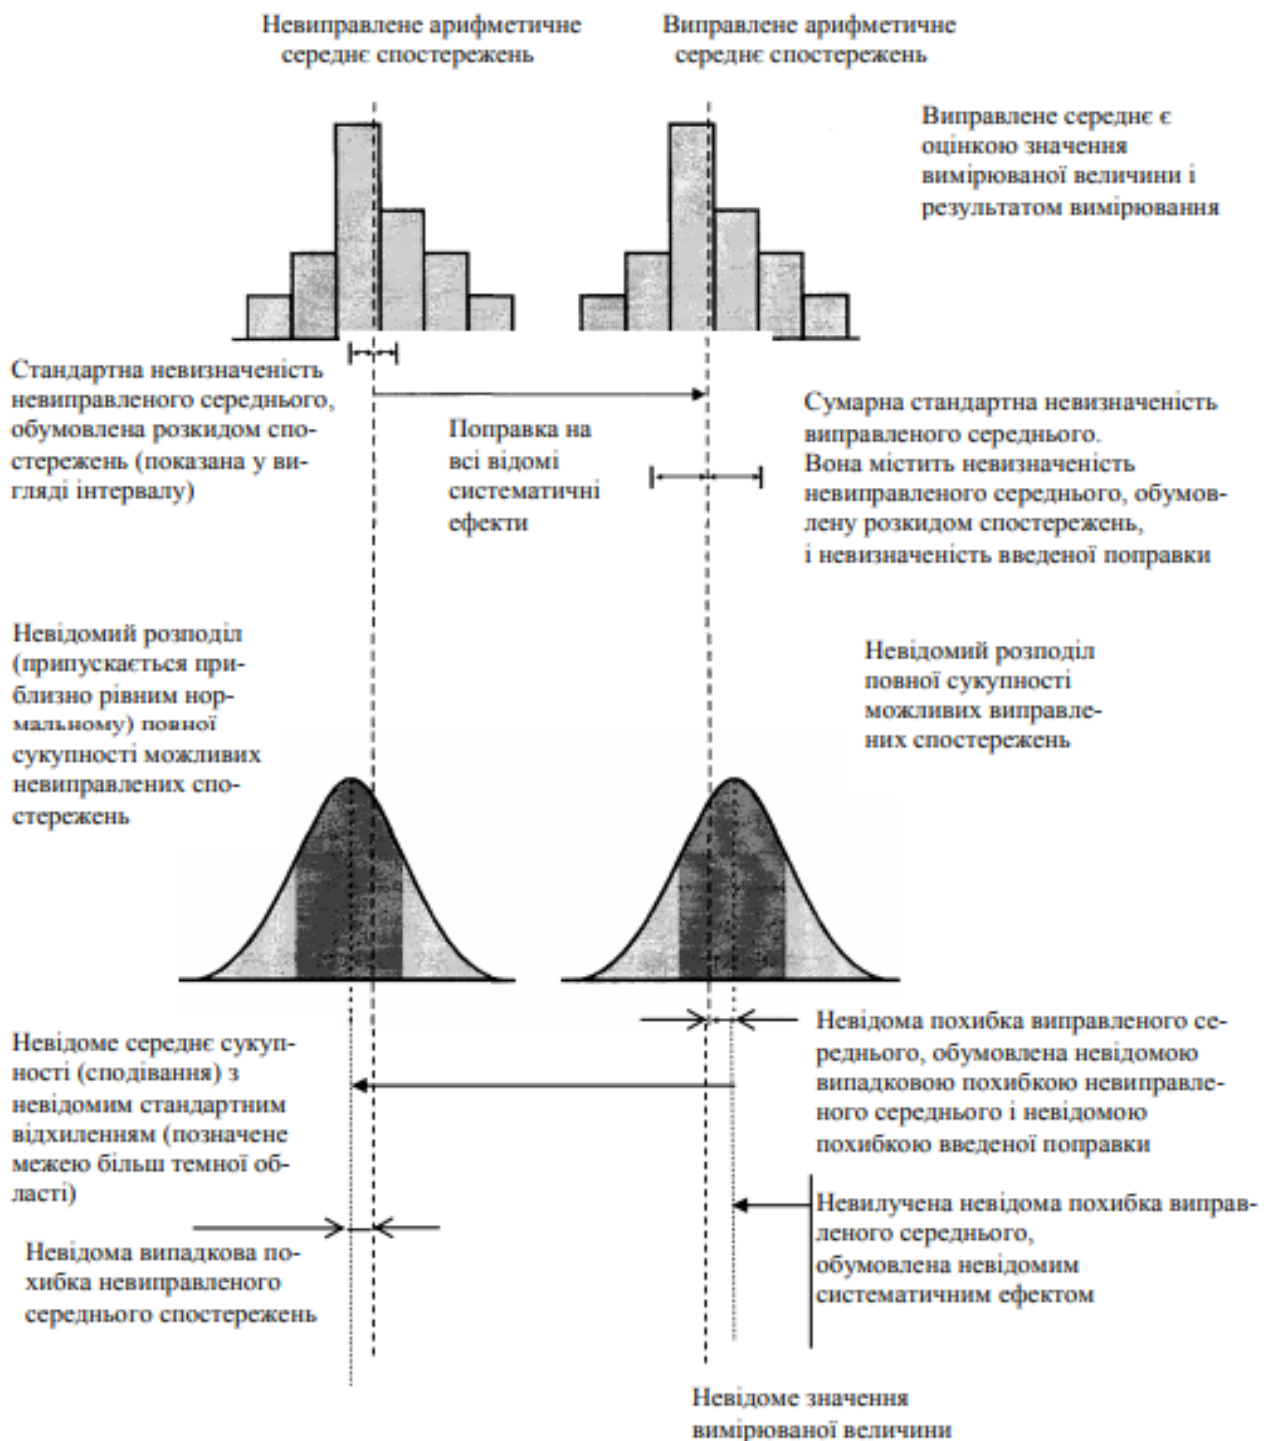 Невиправлене арифметичне
середнє спостережень
Виправлене арифметичне
середнє спостережень
Виправлене середнє є
оцінкою значення
вимірюваної величини і
результатом вимірювання
Стандартна невизначеність
невиправленого середнього,
обумовлена розкидом спо-
стережень (показана у ви-
гляді інтервалу)
Поправка на
всі відомі
систематичні
ефекти
Сумарна стандартна невизначеність
виправленого середнього.
Вона містить невизначеність
невиправленого середнього, обумов-
лену розкидом спостережень,
і невизначеність введеної поправки
Невідомий розподіл
(припускається при-
близно рівним нор-
мальному) повної
сукупності можливих
невиправлених спо-
стережень
Невідомий розподіл
повної сукупності
можливих виправле-
них спостережень
Невідоме середнє сукуп-
ності (сподівання) з
невідомим стандартним
відхиленням (позначене
межею більш темної об-
ласті)
Невідома похибка виправленого се-
реднього, обумовлена невідомою
випадковою похибкою невиправле-
ного середнього і невідомою
похибкою введеної поправки
Невилучена невідома похибка виправ-
леного середнього,
обумовлена невідомим
систематичним ефектом
Невідома випадкова по-
хибка невиправленого
середнього спостережень
Невідоме значення
вимірюваної величини